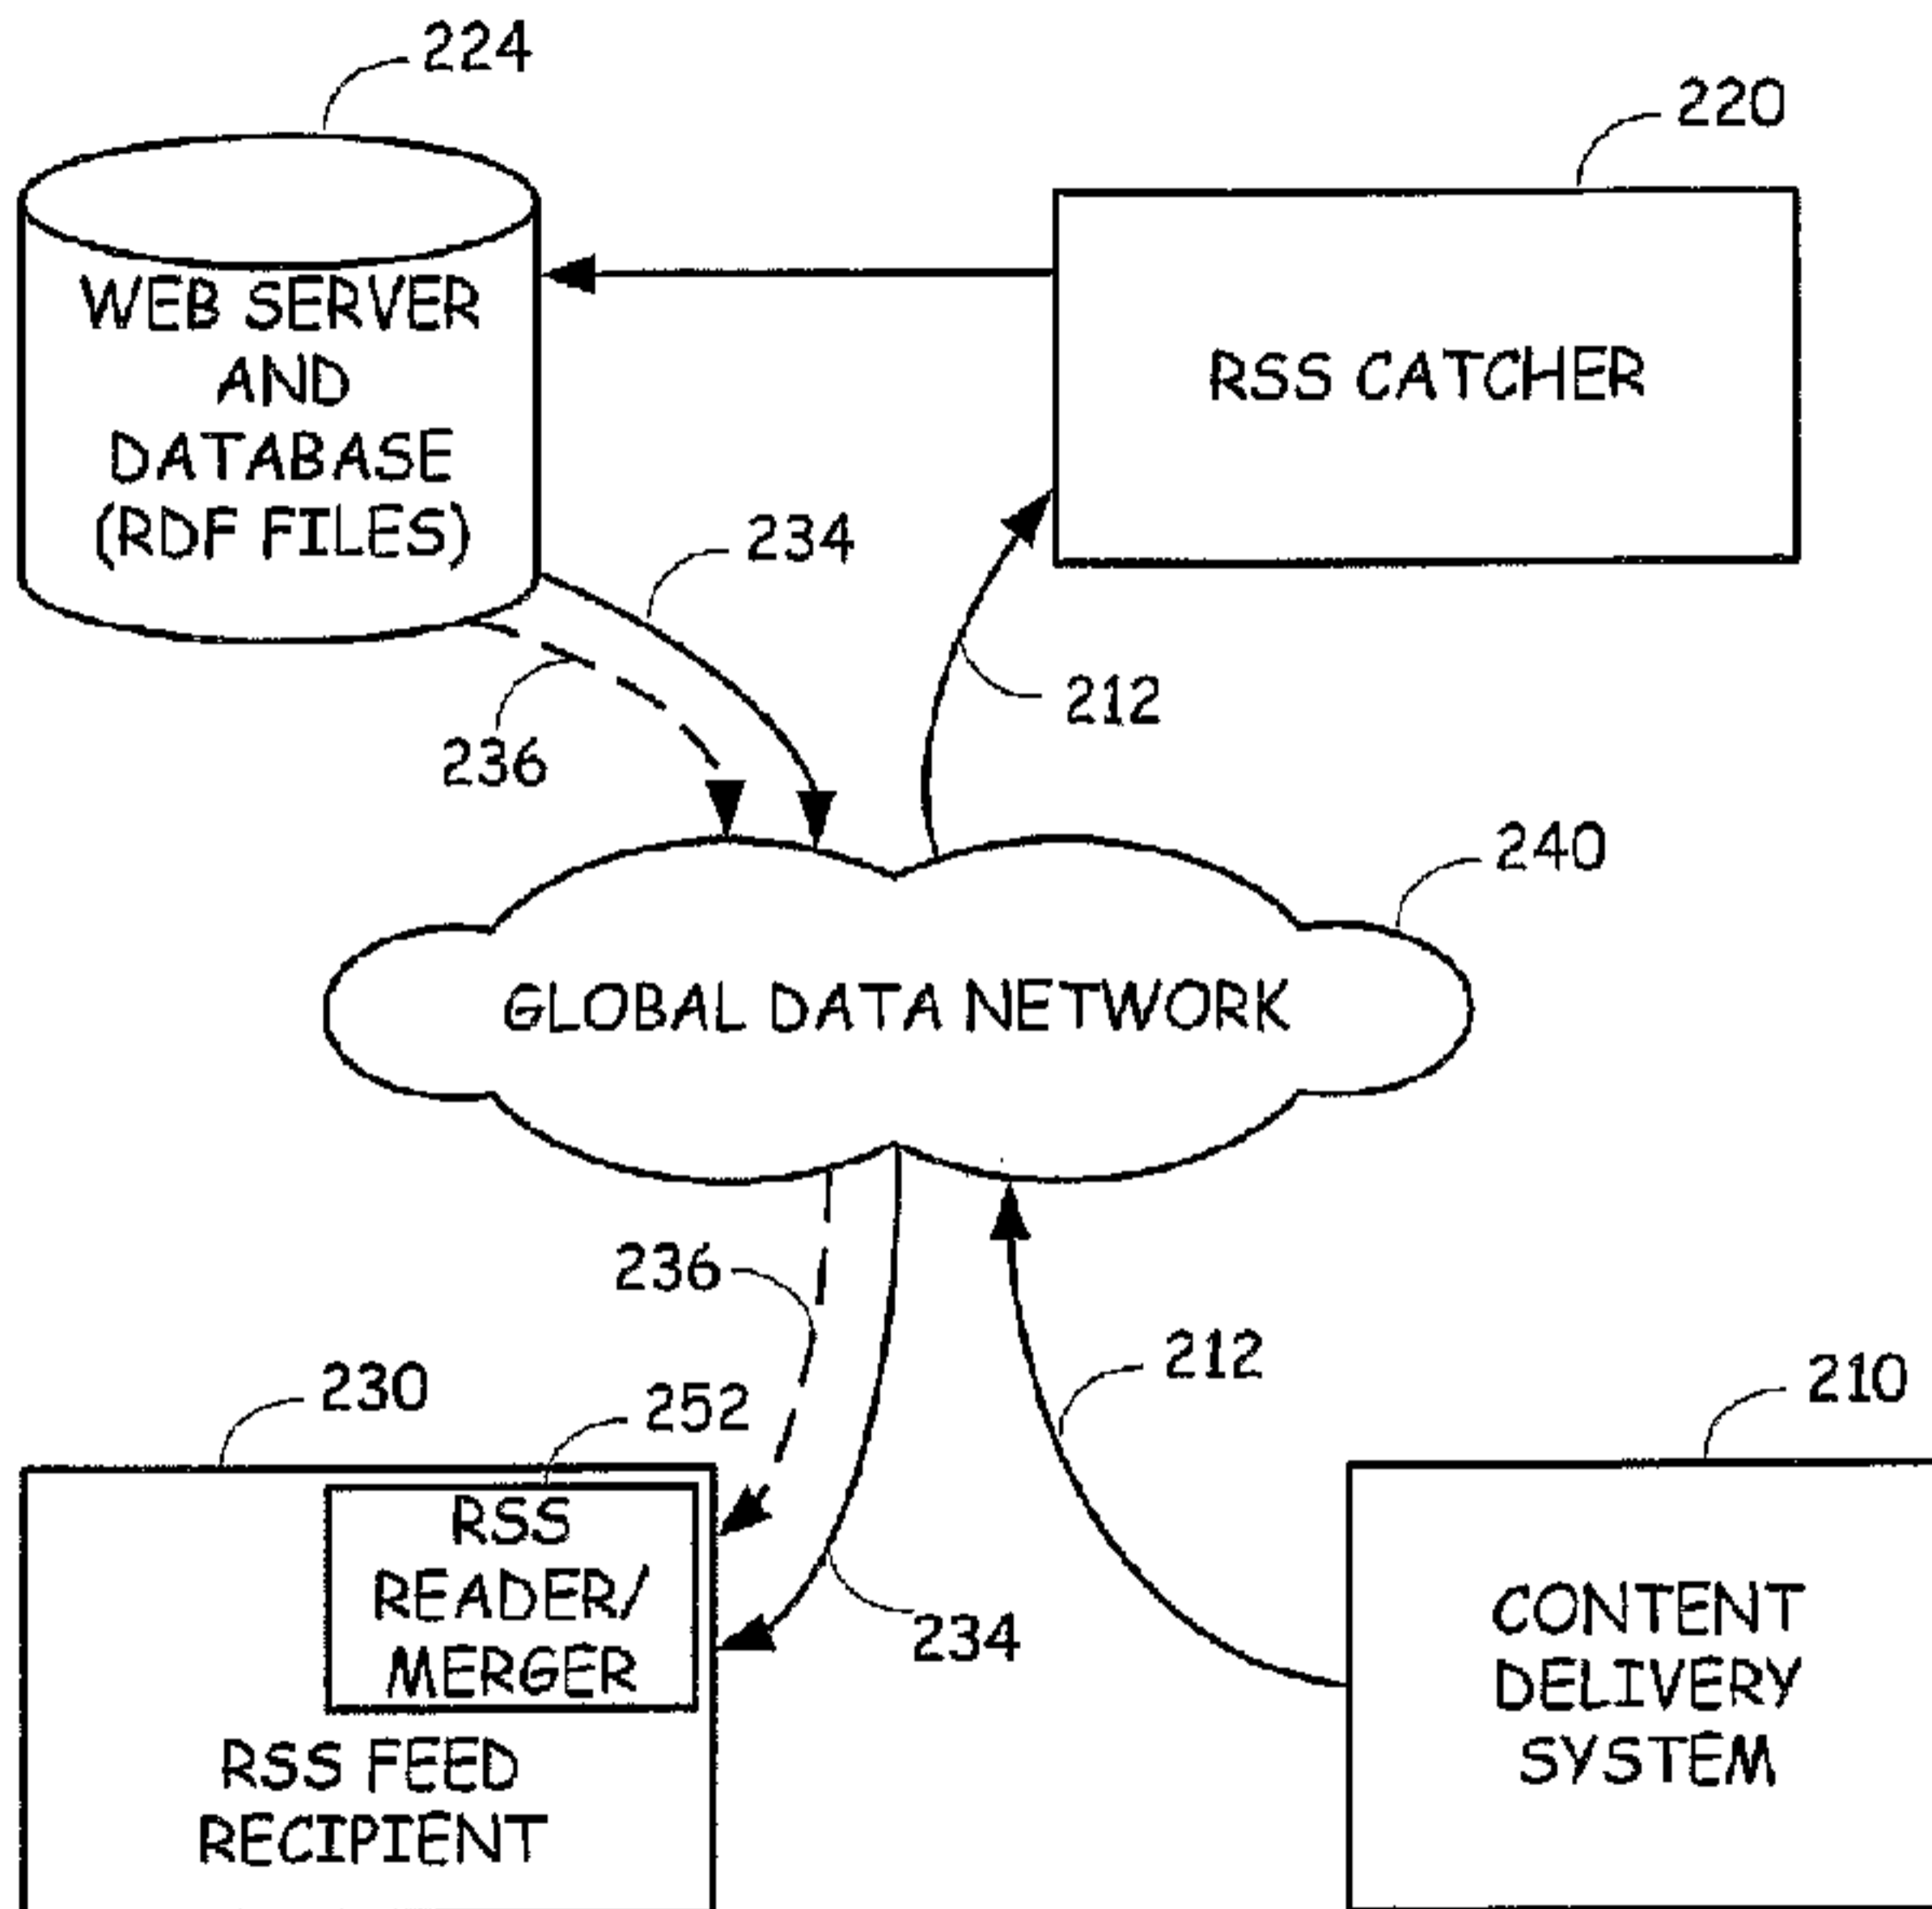 224
220
WEB SERVER
AND
DATABASE
(RDF FILES)
RSS CATCHER
234
212
236
240
GLOBAL DATA NETWORK
236
212
230
252
210
RSS
READER/
MERGER
234
RSS FEED
RECIPIENT
CONTENT
DELIVERY
SYSTEM